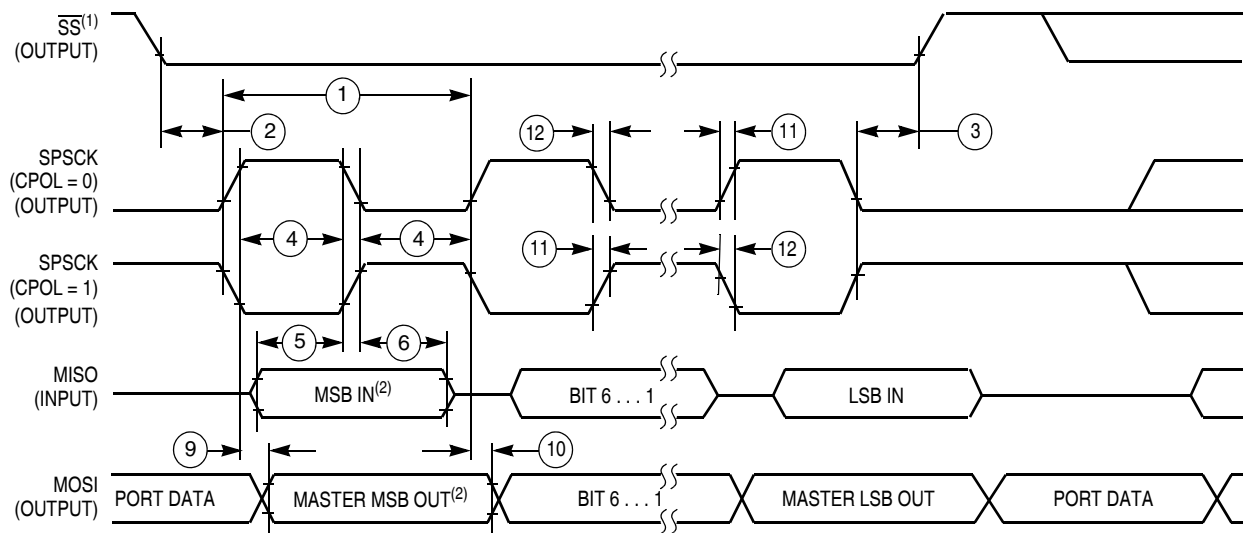 SS(1)
(OUTPUT)
1
2
12
11
3
SPSCK
(CPOL = 0)
(OUTPUT)
4
4
11
12
SPSCK
(CPOL = 1)
(OUTPUT)
5
6
MISO
(INPUT)
MSB IN(2)
BIT 6 . . . 1
LSB IN
9
10
MOSI
(OUTPUT)
PORT DATA
MASTER MSB OUT(2)
BIT 6 . . . 1
MASTER LSB OUT
PORT DATA